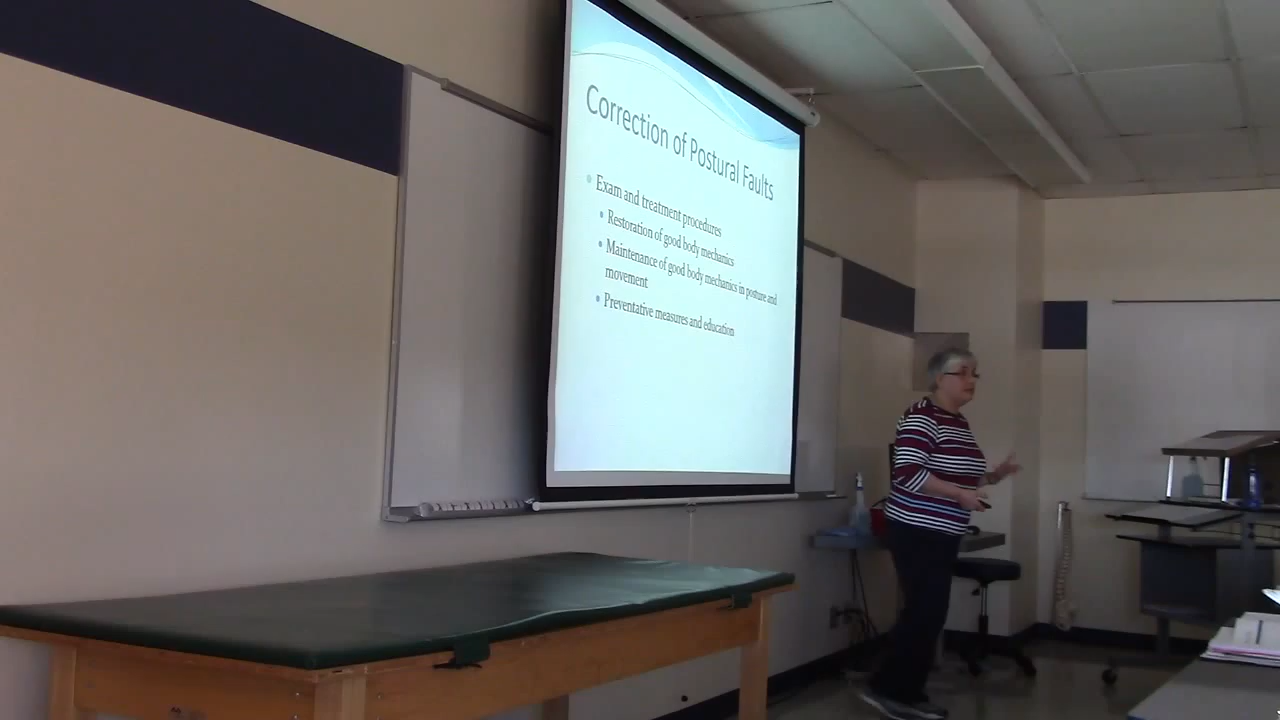 Correction of Postural Faults
Exam and treatment procedures
Restoration of good body mechanics
Maintenance of good body mechanics in posture and
movement
Preventative measures and education